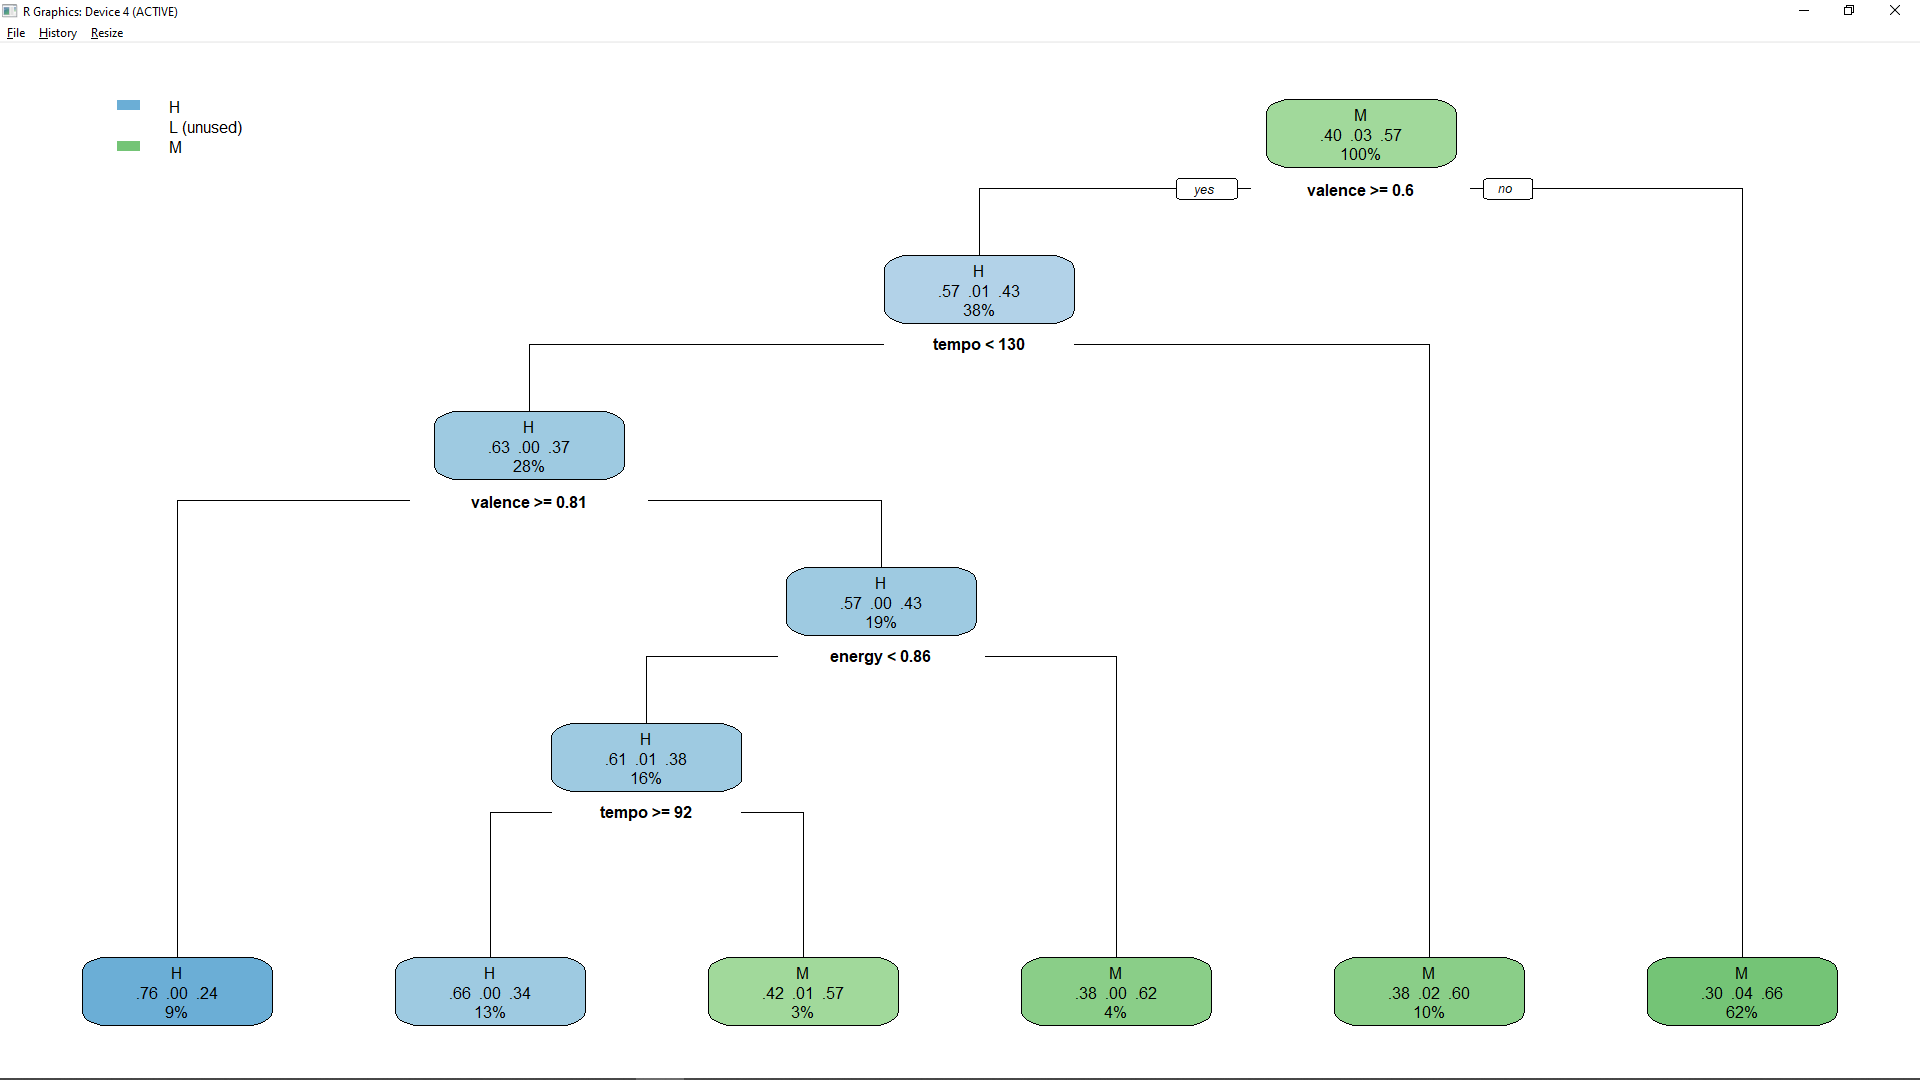 R Graphics: Device 4 (ACTIVE)
File History Resize
H
L (unused)
M
M
.40 .03 .57
100%
yes
valence >= 0.6
no
H
.57 .01 .43
38%
tempo < 130
H
.63 .00 .37
28%
valence >= 0.81
H
.57 .00 .43
19%
energy < 0.86
H
.61 .01 .38
16%
tempo >= 92
H
.76 .00 .24
9%
H
.66 .00 .34
13%
M
.42 .01 .57
3%
M
.38 .00 .62
4%
M
.38 .02 .60
10%
M
.30 .04 .66
62%